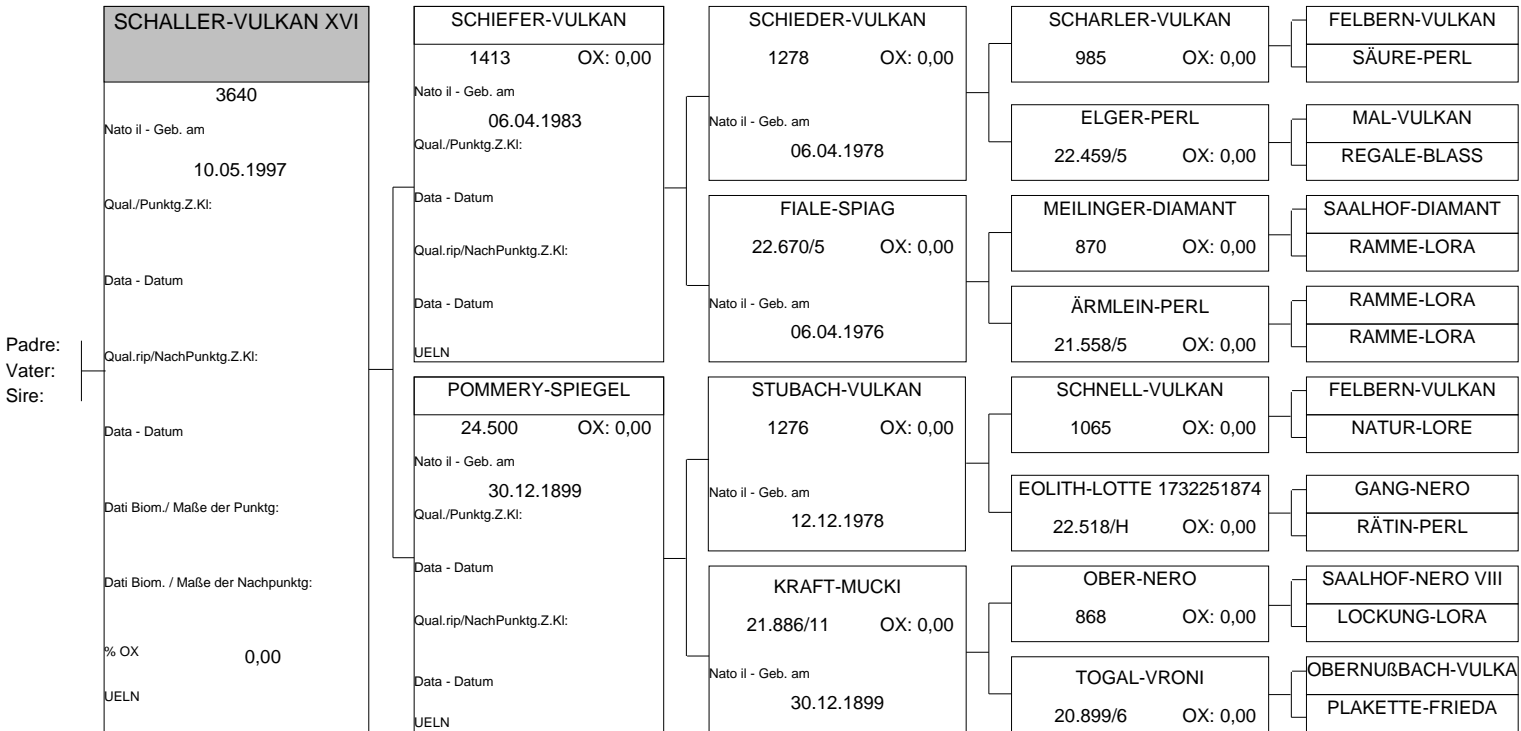 Padre:
Vater:
Sire:
SCHALLER-VULKAN XVI
3640
Nato il - Geb. am
10.05.1997
Qual./Punktg.Z.Kl:
Data - Datum
Qual.rip/NachPunktg.Z.Kl:
Data - Datum
Dati Biom./ Maße der Punktg:
Dati Biom. / Maße der Nachpunktg:
% OX 0,00
UELN
SCHIEFER-VULKAN
1413 OX: 0,00
Nato il - Geb. am
06.04.1983
Qual./Punktg.Z.Kl:
Data - Datum
Qual.rip/NachPunktg.Z.Kl:
Data - Datum
UELN
POMMERY-SPIEGEL
24.500 OX: 0,00
Nato il - Geb. am
30.12.1899
Qual./Punktg.Z.Kl:
Data - Datum
Qual.rip/NachPunktg.Z.Kl:
Data - Datum
UELN
SCHIEDER-VULKAN
1278 OX: 0,00
Nato il - Geb. am
06.04.1978
FIALE-SPIAG
22.670/5 OX: 0,00
Nato il - Geb. am
06.04.1976
STUBACH-VULKAN
1276 OX: 0,00
Nato il - Geb. am
12.12.1978
KRAFT-MUCKI
21.886/11 OX: 0,00
Nato il - Geb. am
30.12.1899
SCHARLER-VULKAN
985 OX: 0,00
ELGER-PERL
22.459/5 OX: 0,00
MEILINGER-DIAMANT
870 OX: 0,00
ÄRMLEIN-PERL
21.558/5 OX: 0,00
SCHNELL-VULKAN
1065 OX: 0,00
EOLITH-LOTTE 1732251874
22.518/H OX: 0,00
OBER-NERO
868 OX: 0,00
TOGAL-VRONI
20.899/6 OX: 0,00
FELBERN-VULKAN
SÄURE-PERL
MAL-VULKAN
REGALE-BLASS
SAALHOF-DIAMANT
RAMME-LORA
RAMME-LORA
RAMME-LORA
FELBERN-VULKAN
NATUR-LORE
GANG-NERO
RÄTIN-PERL
SAALHOF-NERO VIII
LOCKUNG-LORA
OBERNUßBACH-VULKA
PLAKETTE-FRIEDA